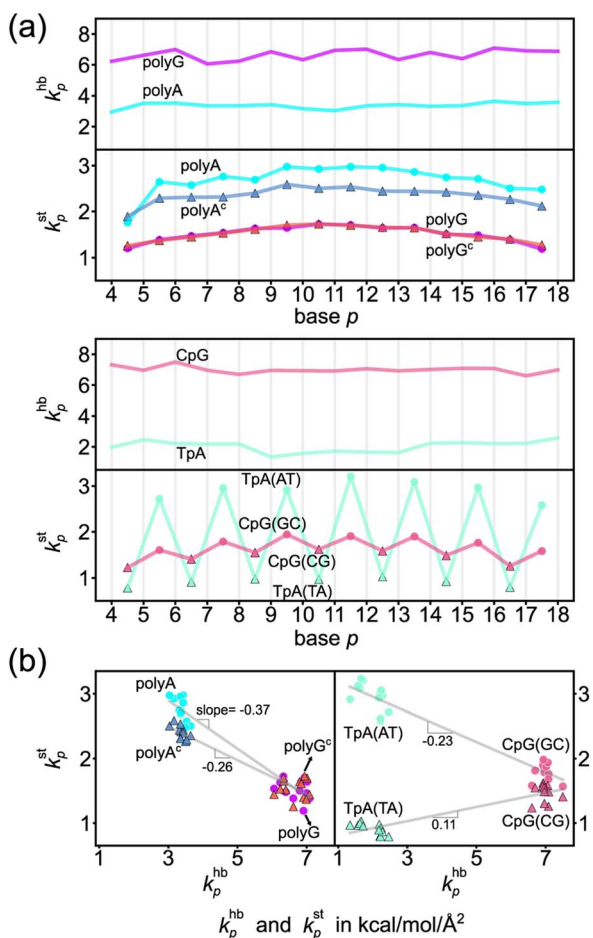 (a)
8
6
4
2
k_p^hb
polyG
polyA
3
2
1
k_p^st
polyA
polyA^c
polyG
polyG^c
4 5 6 7 8 9 10 11 12 13 14 15 16 17 18
base p
8
6
4
2
k_p^hb
CpG
TpA
3
2
1
k_p^st
TpA(AT)
CpG(GC)
CpG(CG)
TpA(TA)
4 5 6 7 8 9 10 11 12 13 14 15 16 17 18
base p
(b)
3
2
1
k_p^st
polyA
slope= -0.37
polyA^c
-0.26
polyG^c
polyG
1 3 5 7
k_p^hb
TpA(AT)
-0.23
CpG(GC)
TpA(TA)
0.11
CpG(CG)
3
2
1
1 3 5 7
k_p^hb
k_p^hb and k_p^st in kcal/mol/Å²